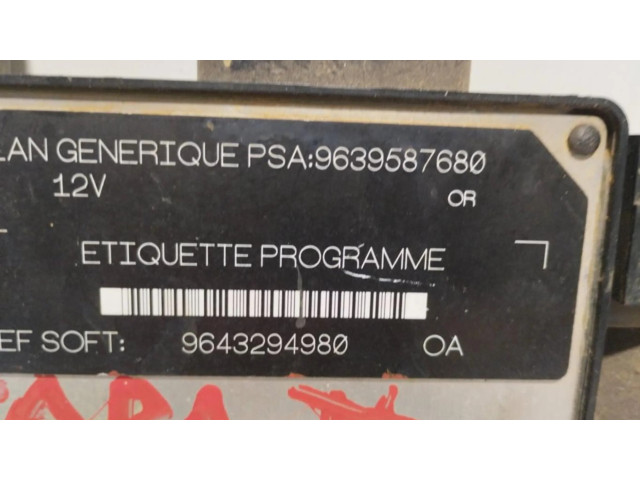 LAN GENERIQUE PSA:9639587680
12V OR
ETIQUETTE PROGRAMME
EF SOFT: 9643294980 OA